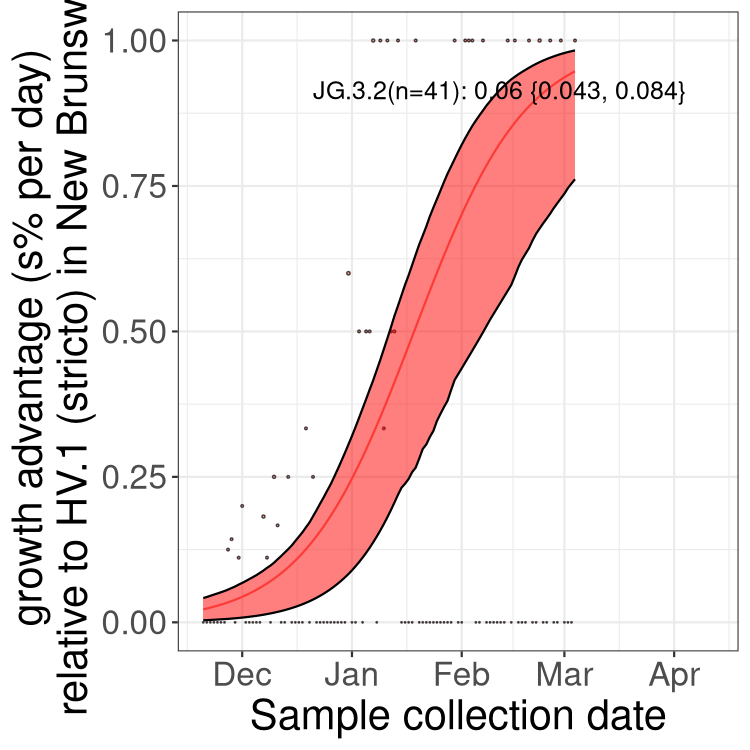 growth advantage (s% per day)
relative to HV.1 (stricto) in New Brunsw
1.00
0.75
0.50
0.25
0.00
JG.3.2(n=41): 0.06 {0.043, 0.084}
Dec Jan Feb Mar Apr
Sample collection date